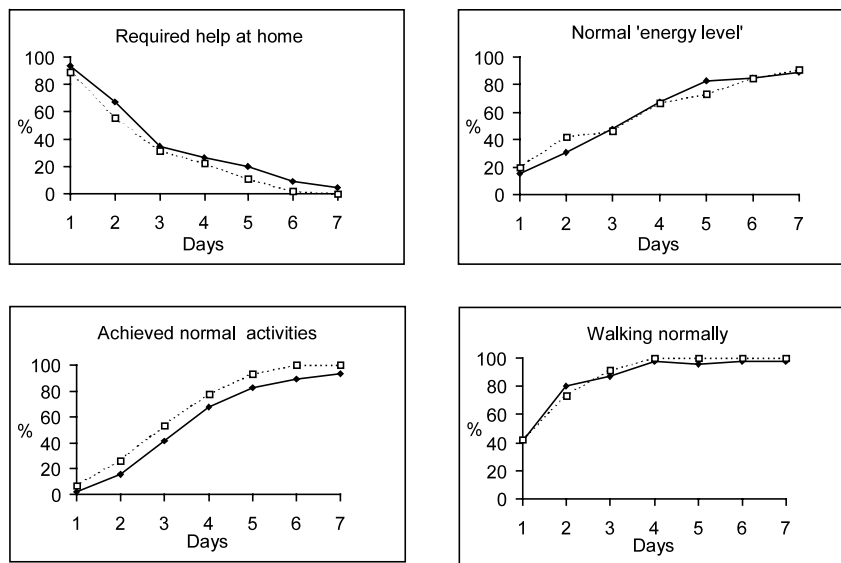 Required help at home
100
80
60
%
40
20
0
1 2 3 4 5 6 7
Days
Normal 'energy level'
100
80
60
%
40
20
0
1 2 3 4 5 6 7
Days
Achieved normal activities
100
80
60
%
40
20
0
1 2 3 4 5 6 7
Days
Walking normally
100
80
60
%
40
20
0
1 2 3 4 5 6 7
Days